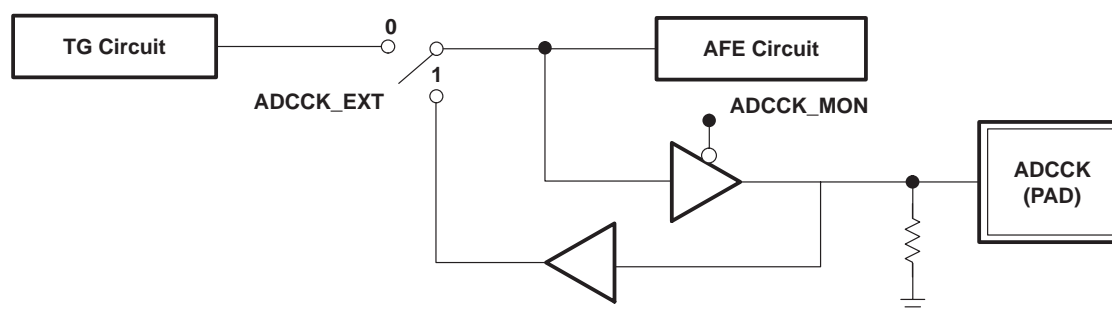 TG Circuit
0
1
ADCCK_EXT
AFE Circuit
ADCCK_MON
ADCCK
(PAD)